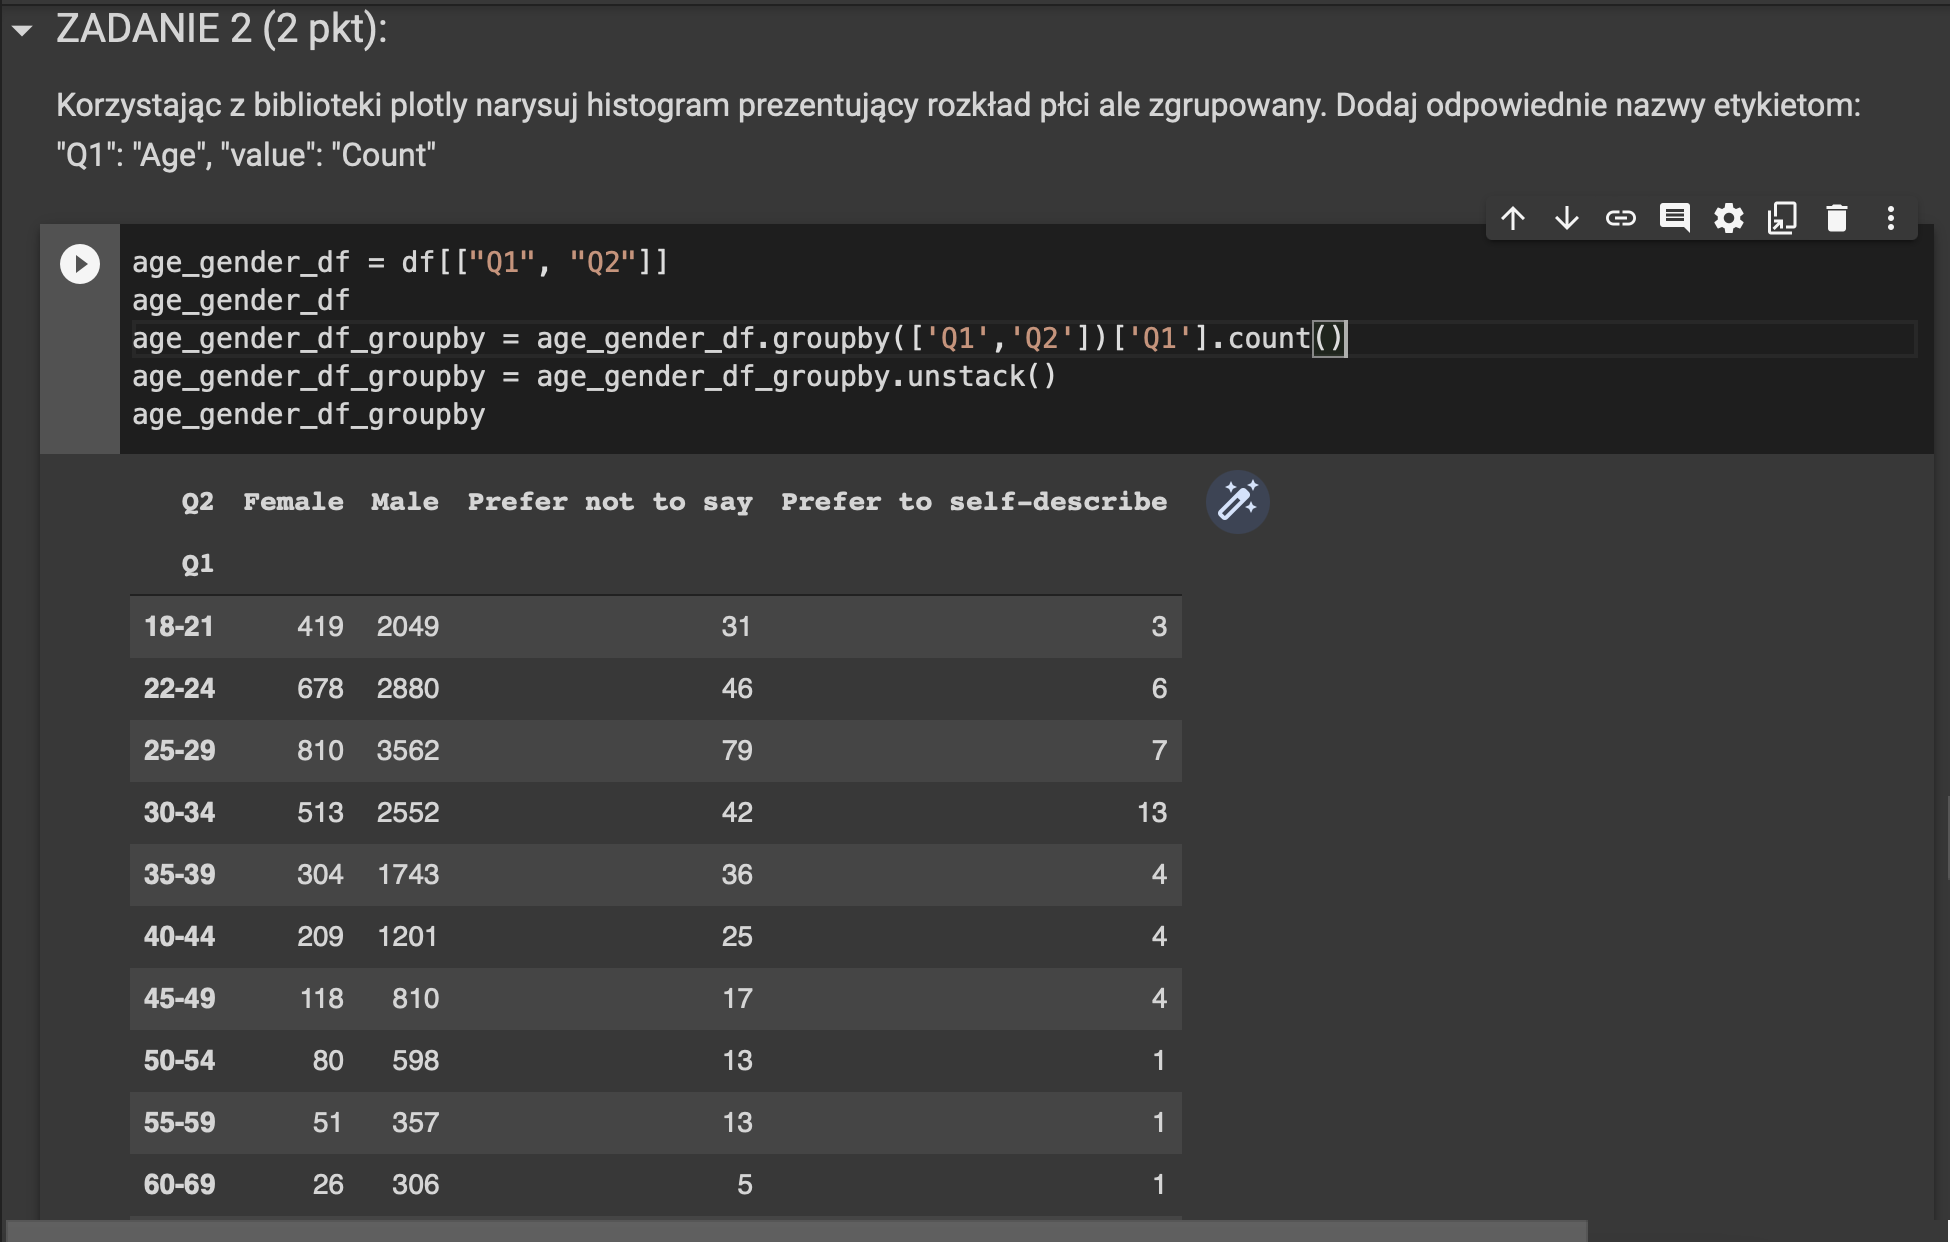 ZADANIE 2 (2 pkt):
Korzystając z biblioteki plotly narysuj histogram prezentujący rozkład płci ale zgrupowany. Dodaj odpowiednie nazwy etykietom:
"Q1": "Age", "value": "Count"
age_gender_df = df[["Q1", "Q2"]]
age_gender_df
age_gender_df_groupby = age_gender_df.groupby(['Q1','Q2'])['Q1'].count()
age_gender_df_groupby = age_gender_df_groupby.unstack()
age_gender_df_groupby
Q2 Female Male Prefer not to say Prefer to self-describe
Q1
18-21 419 2049 31 3
22-24 678 2880 46 6
25-29 810 3562 79 7
30-34 513 2552 42 13
35-39 304 1743 36 4
40-44 209 1201 25 4
45-49 118 810 17 4
50-54 80 598 13 1
55-59 51 357 13 1
60-69 26 306 5 1